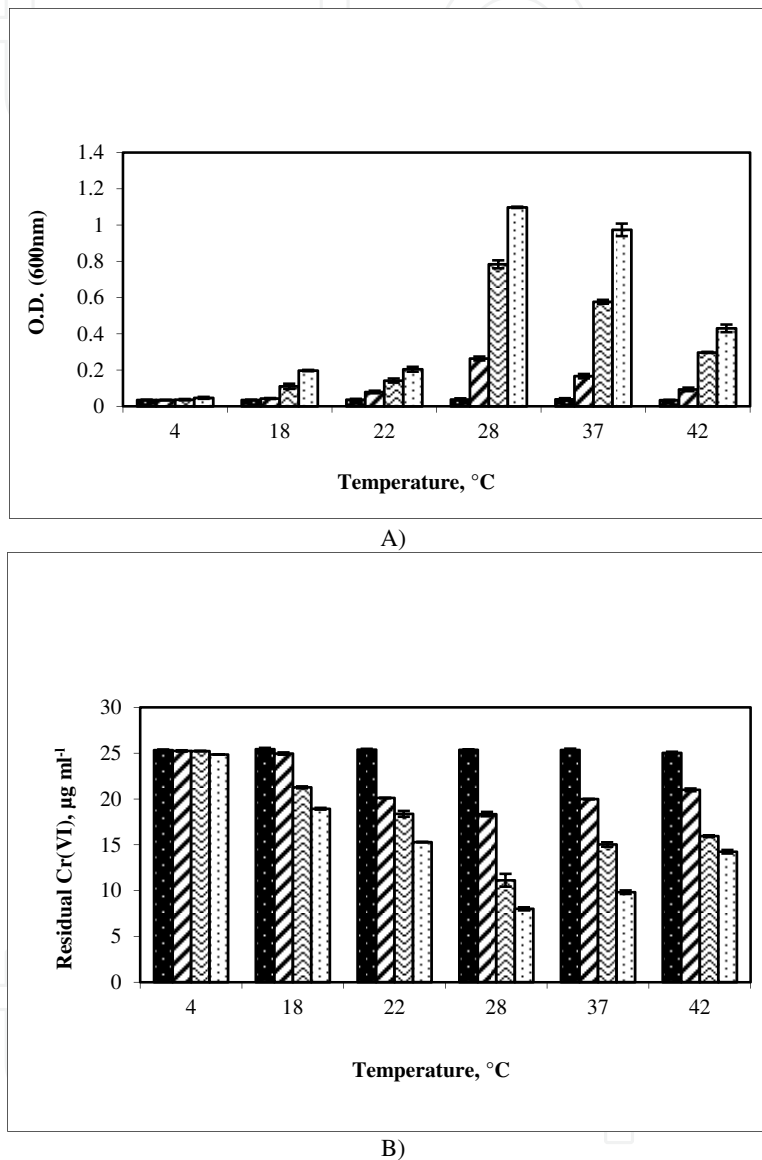 1.4
1.2
1
0.8
0.6
0.4
0.2
0
O.D. (600nm)
4 18 22 28 37 42
Temperature, °C
A)
30
25
20
15
10
5
0
Residual Cr(VI), µg ml-1
4 18 22 28 37 42
Temperature, °C
B)